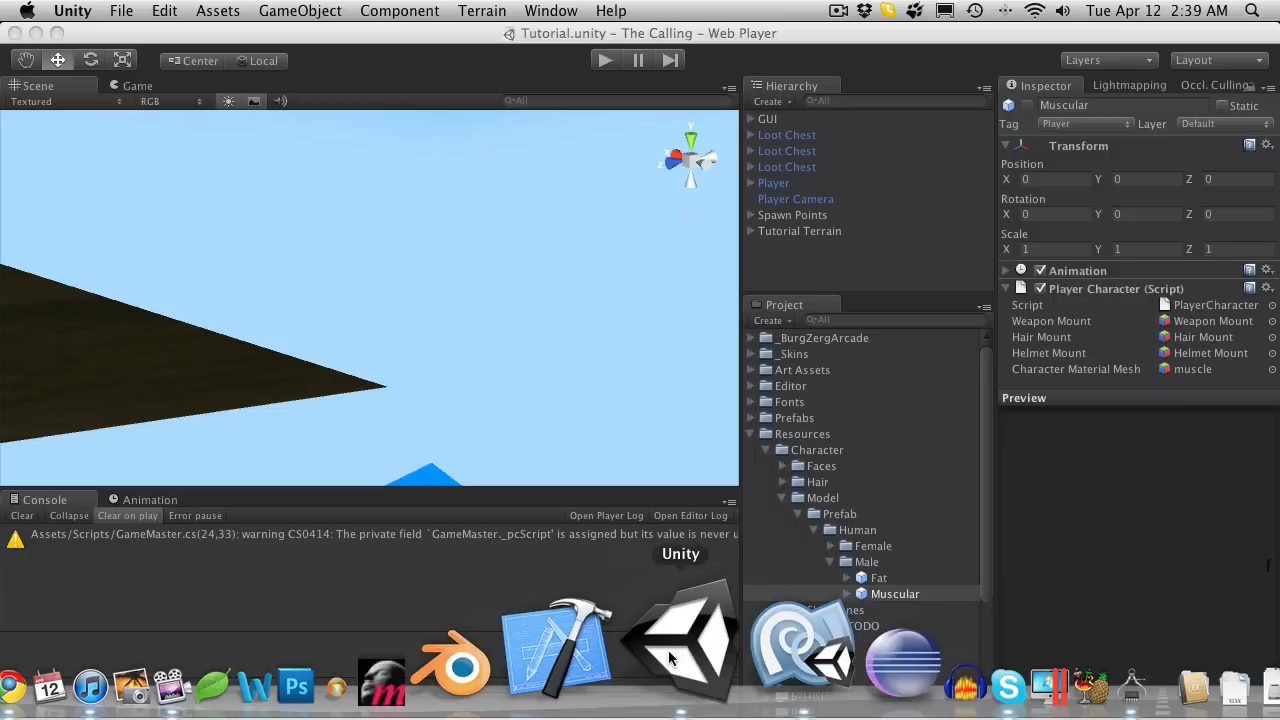 Unity File Edit Assets GameObject Component Terrain Window Help Tue Apr 12 2:39 AM
Tutorial.unity - The Calling - Web Player
Center Local Layers Layout
Scene Game Hierarchy Inspector Lightmapping Occl. Culling
Textured RGB All Create All Muscular Static
GUI Tag Player Layer Default
Loot Chest Transform
Loot Chest Position
Loot Chest X 0 Y 0 Z 0
Player Rotation
Player Camera X 0 Y 0 Z 0
Spawn Points Scale
Tutorial Terrain X 1 Y 1 Z 1
Animation
Player Character (Script)
Project Script PlayerCharacter
Create All Weapon Mount Weapon Mount
_BurgZergArcade Hair Mount Hair Mount
_Skins Helmet Mount Helmet Mount
Art Assets Character Material Mesh muscle
Editor
Fonts Preview
Prefabs
Resources
Character
Faces
Hair
Model
Prefab
Human
Female
Male
Fat
Muscular
TODO
Console Animation
Clear Collapse Clear on play Error pause Open Player Log Open Editor Log
Assets/Scripts/GameMaster.cs(24,33): warning CS0414: The private field `GameMaster._pcScript' is assigned but its value is never u
Unity
12 W Ps m S
XLSX